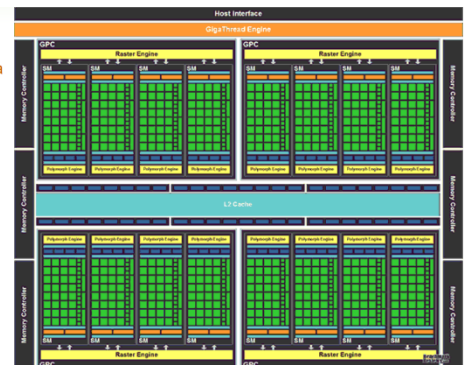 Host Interface
GigaThread Engine
GPC GPC
Raster Engine Raster Engine
SM SM SM SM SM SM SM SM
Memory Controller Memory Controller
Polymorph Engine Polymorph Engine Polymorph Engine Polymorph Engine Polymorph Engine Polymorph Engine Polymorph Engine Polymorph Engine
Memory Controller Memory Controller
L2 Cache
Polymorph Engine Polymorph Engine Polymorph Engine Polymorph Engine Polymorph Engine Polymorph Engine Polymorph Engine Polymorph Engine
Memory Controller Memory Controller
SM SM SM SM SM SM SM SM
Raster Engine Raster Engine
GPC GPC